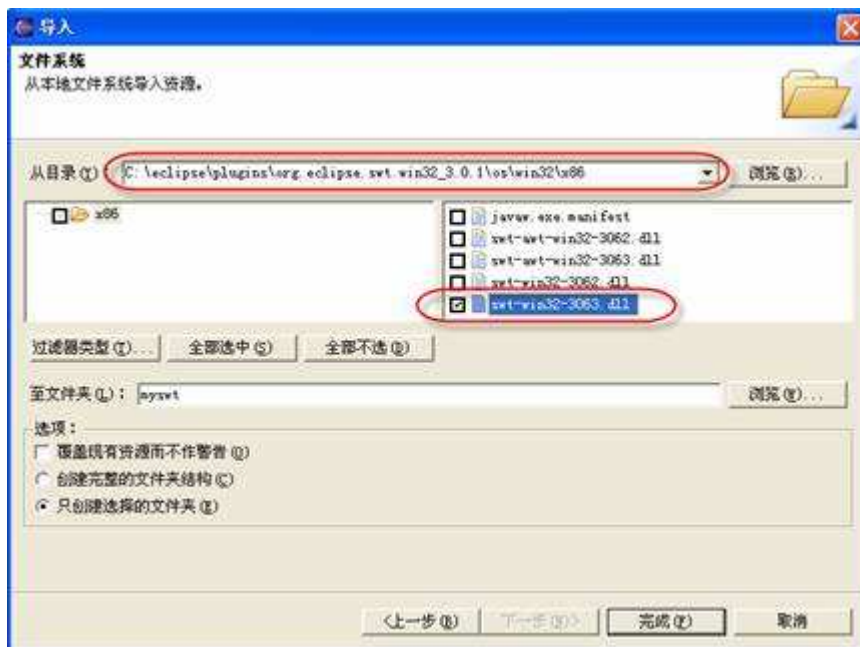 导入
文件系统
从本地文件系统导入资源。
从目录(Y): C:\eclipse\plugins\org.eclipse.swt.win32_3.0.1\os\win32\x86 浏览(R)...
x86
javaw.exe.manifest
swt-awt-win32-3062.dll
swt-awt-win32-3063.dll
swt-win32-3062.dll
swt-win32-3063.dll
过滤器类型(T)... 全部选中(S) 全部不选(D)
至文件夹(L): myswt 浏览(W)...
选项:
覆盖现有资源而不作警告(O)
创建完整的文件夹结构(C)
只创建选择的文件夹(E)
<上一步(B) 下一步(N)> 完成(F) 取消